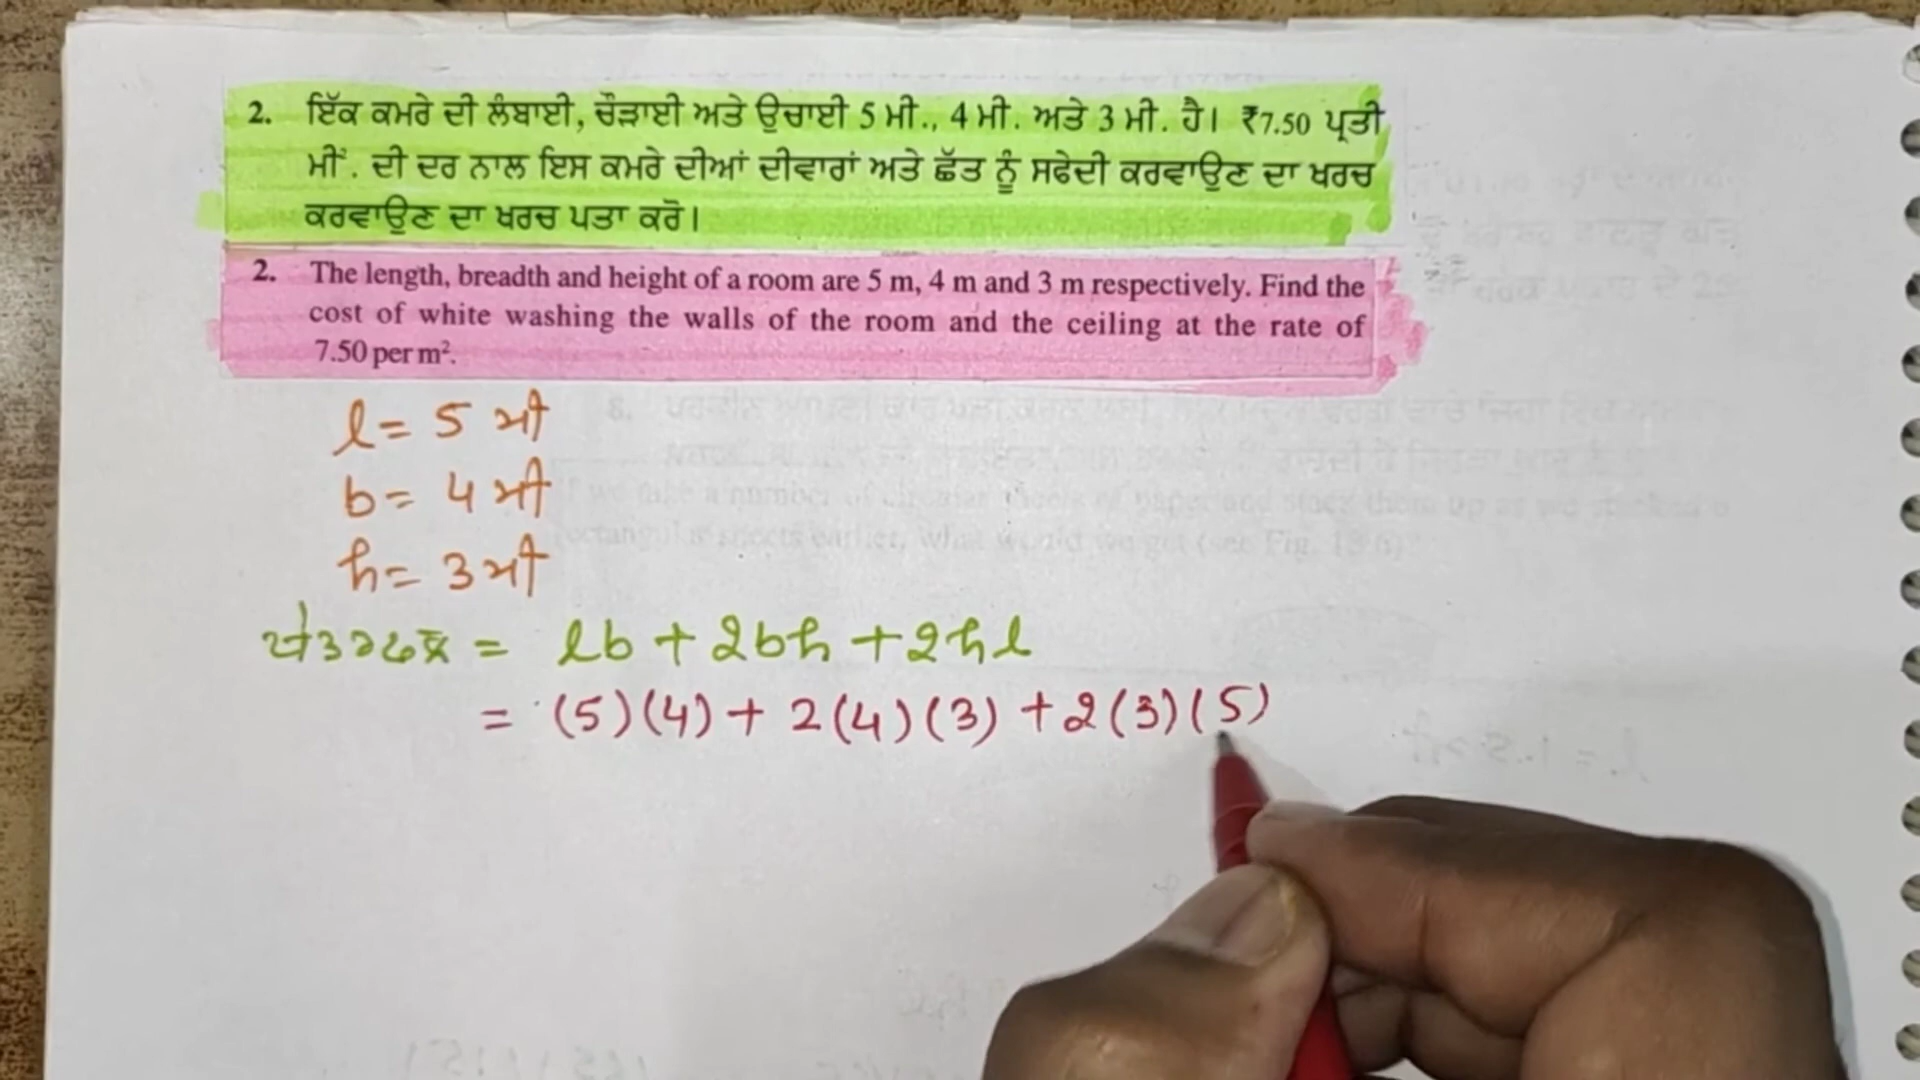 2. ਇੱਕ ਕਮਰੇ ਦੀ ਲੰਬਾਈ, ਚੌੜਾਈ ਅਤੇ ਉਚਾਈ 5 ਮੀ., 4 ਮੀ. ਅਤੇ 3 ਮੀ. ਹੈ। ₹7.50 ਪ੍ਰਤੀ
ਮੀ². ਦੀ ਦਰ ਨਾਲ ਇਸ ਕਮਰੇ ਦੀਆਂ ਦੀਵਾਰਾਂ ਅਤੇ ਛੱਤ ਨੂੰ ਸਫੇਦੀ ਕਰਵਾਉਣ ਦਾ ਖਰਚ
ਕਰਵਾਉਣ ਦਾ ਖਰਚ ਪਤਾ ਕਰੋ।
2. The length, breadth and height of a room are 5 m, 4 m and 3 m respectively. Find the
cost of white washing the walls of the room and the ceiling at the rate of
7.50 per m².
l = 5 ਮੀ
b = 4 ਮੀ
h = 3 ਮੀ
= lb + 2bh + 2hl
= (5)(4) + 2(4)(3) + 2(3)(5)